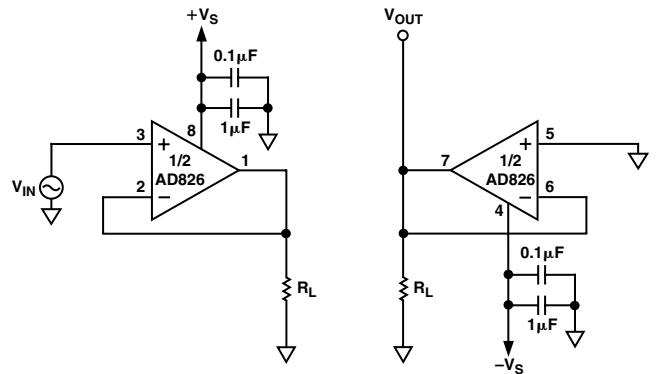 +VS
0.1μF
1μF
8
3
+
1/2
AD826
1
VIN
2
–
RL
VOUT
7
5
+
1/2
AD826
6
–
4
RL
0.1μF
1μF
–VS